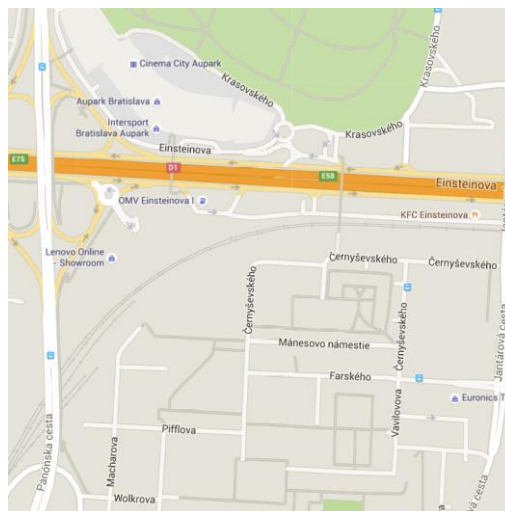 Cinema City Aupark
Krasovského
Krasovského
Aupark Bratislava
Intersport
Bratislava Aupark
Krasovského
Einsteinova
E75
D1
E58
Einsteinova
OMV Einsteinova I
KFC Einsteinova
Lenovo Online
- Showroom
Černyševského
Černyševského
Černyševského
Černyševského
Jantárová cesta
Mánesovo námestie
Farského
Euronics T
Vavilovova
Pifflova
Macharova
Panónska cesta
Wolkrova